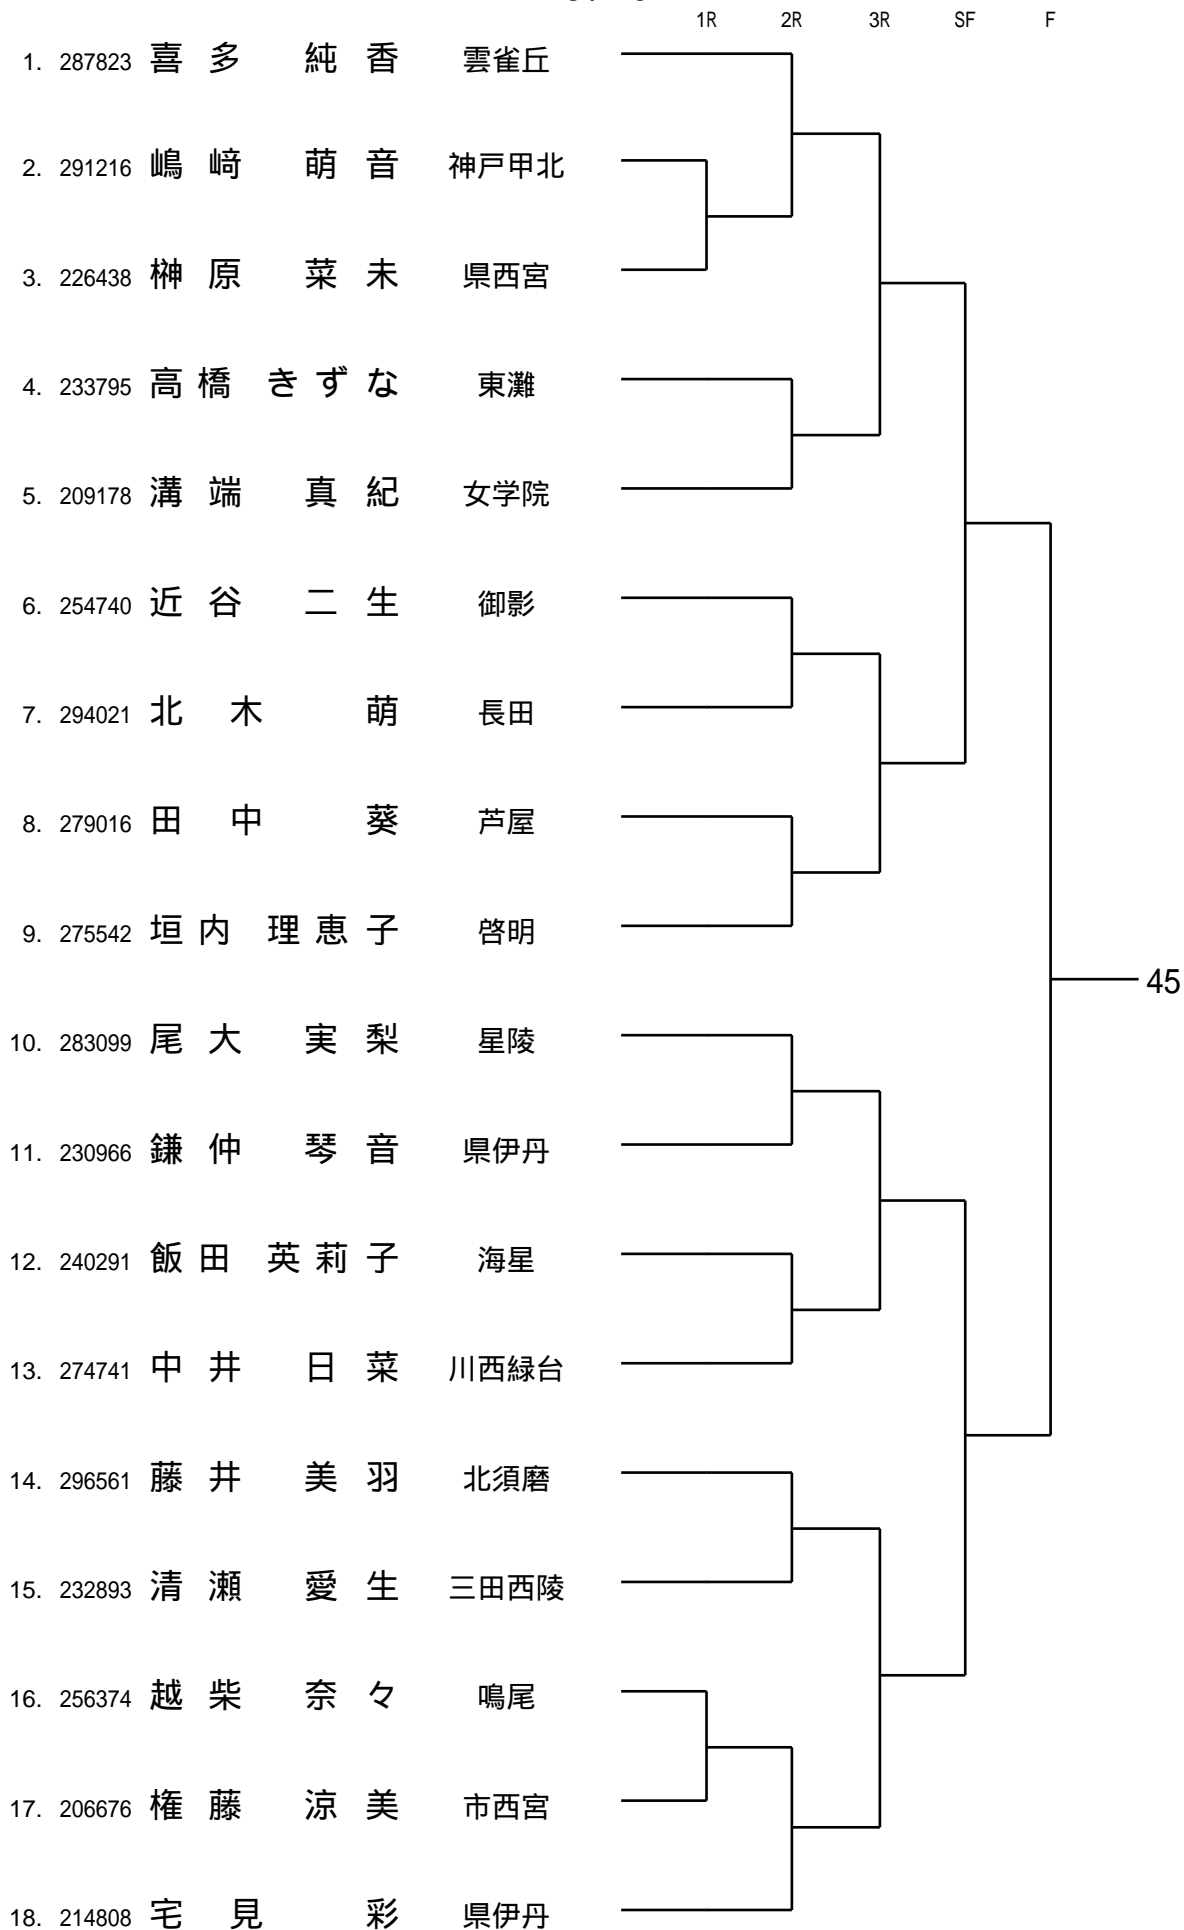 1R 2R 3R SF F
1. 287823 喜多 純香 雲雀丘
2. 291216 嶋﨑 萌音 神戸甲北
3. 226438 榊原 菜未 県西宮
4. 233795 高橋 きずな 東灘
5. 209178 溝端 真紀 女学院
6. 254740 近谷 二生 御影
7. 294021 北木 萌 長田
8. 279016 田中 葵 芦屋
9. 275542 垣内 理恵子 啓明
45
10. 283099 尾大 実梨 星陵
11. 230966 鎌仲 琴音 県伊丹
12. 240291 飯田 英莉子 海星
13. 274741 中井 日菜 川西緑台
14. 296561 藤井 美羽 北須磨
15. 232893 清瀬 愛生 三田西陵
16. 256374 越柴 奈々 鳴尾
17. 206676 権藤 涼美 市西宮
18. 214808 宅見 彩 県伊丹